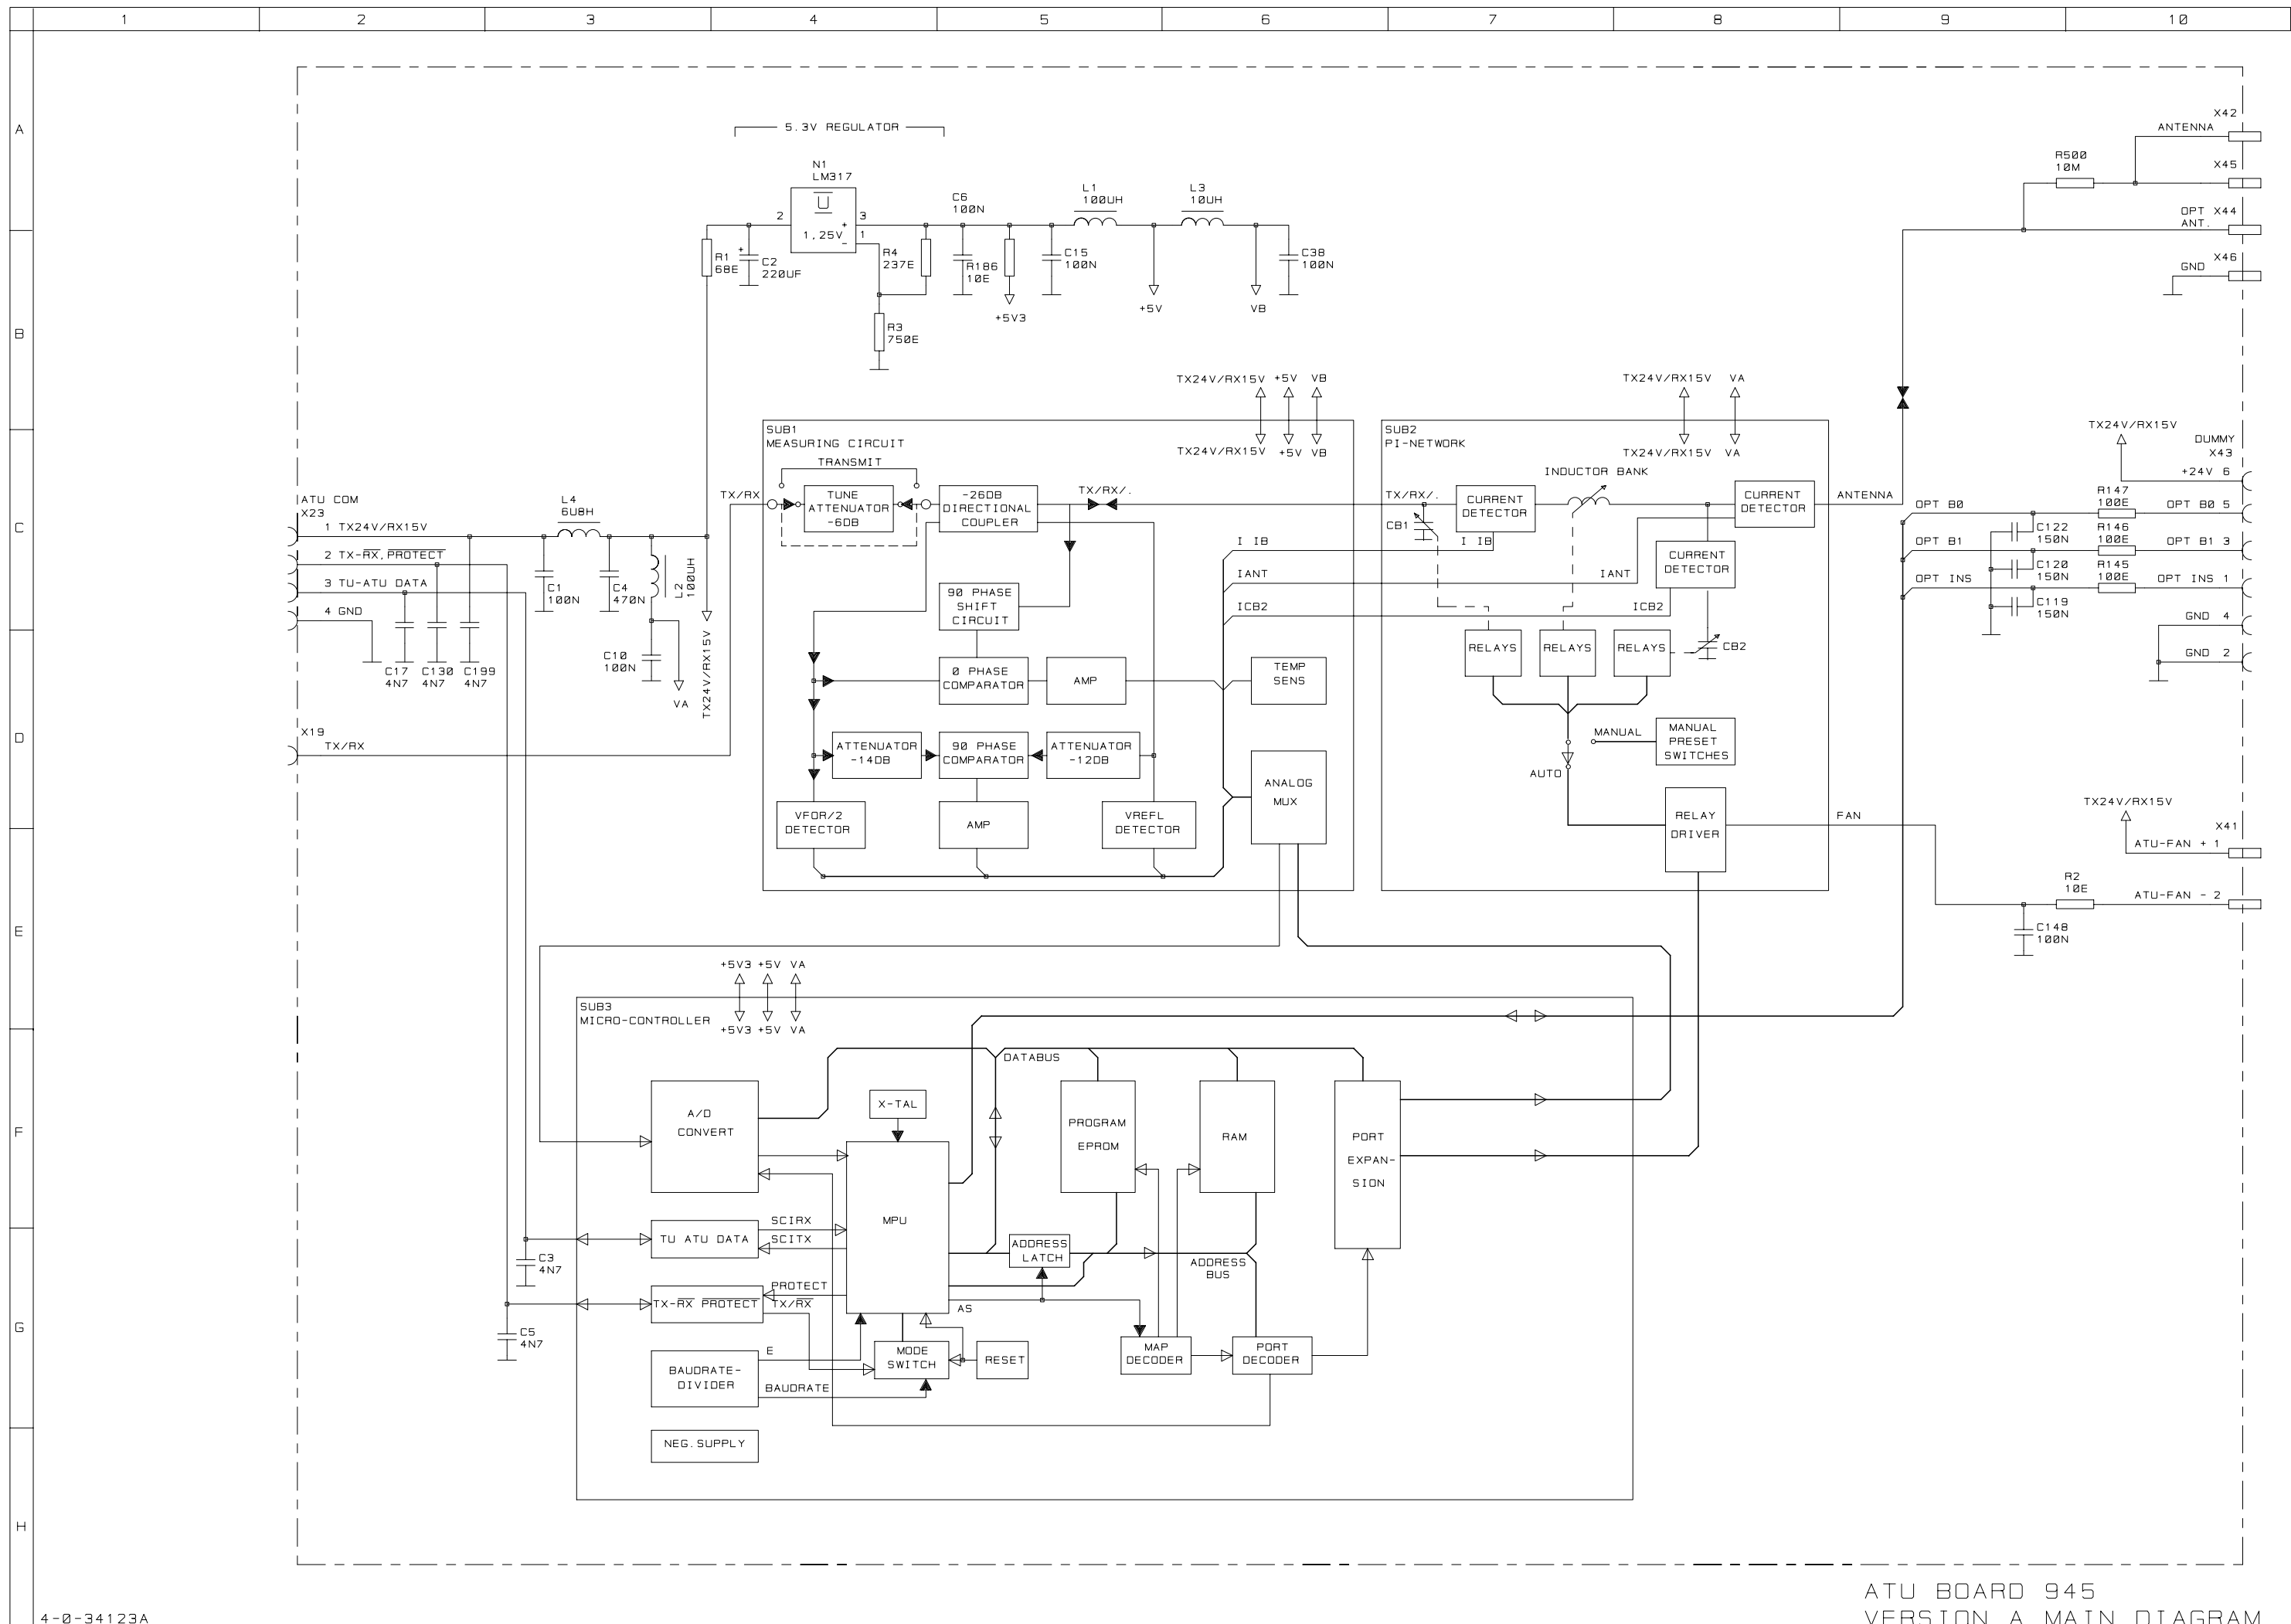 1 2 3 4 5 6 7 8 9 10
A
B
C
D
E
F
G
H
5.3V REGULATOR
N1
LM317
U
1,25V
+
-
2
3
1
R1
68E
+
C2
220UF
R4
237E
R3
750E
C6
100N
R186
10E
+5V3
C15
100N
L1
100UH
+5V
L3
10UH
VB
C38
100N
X42
ANTENNA
R500
10M
X45
OPT X44
ANT.
X46
GND
ATU COM
X23
1 TX24V/RX15V
2 TX-RX, PROTECT
3 TU-ATU DATA
4 GND
C17
4N7
C130
4N7
C199
4N7
L4
6U8H
C1
100N
C4
470N
L2
100UH
C10
100N
VA
TX24V/RX15V
X19
TX/RX
TX/RX
TX24V/RX15V +5V VB
SUB1
MEASURING CIRCUIT
TX24V/RX15V +5V VB
TRANSMIT
TUNE
ATTENUATOR
-6DB
-26DB
DIRECTIONAL
COUPLER
TX/RX/.
90 PHASE
SHIFT
CIRCUIT
0 PHASE
COMPARATOR
AMP
TEMP
SENS
ATTENUATOR
-14DB
90 PHASE
COMPARATOR
ATTENUATOR
-12DB
VFOR/2
DETECTOR
AMP
VREFL
DETECTOR
ANALOG
MUX
I IB
IANT
ICB2
TX24V/RX15V VA
SUB2
PI-NETWORK
TX24V/RX15V VA
INDUCTOR BANK
TX/RX/.
CB1
CURRENT
DETECTOR
I IB
CURRENT
DETECTOR
CURRENT
DETECTOR
IANT
ICB2
RELAYS
RELAYS
RELAYS
CB2
MANUAL
MANUAL
PRESET
SWITCHES
AUTO
RELAY
DRIVER
ANTENNA
FAN
TX24V/RX15V
DUMMY
X43
+24V 6
OPT B0
R147
100E
OPT B0 5
C122
150N
OPT B1
R146
100E
OPT B1 3
C120
150N
OPT INS
R145
100E
OPT INS 1
C119
150N
GND 4
GND 2
TX24V/RX15V
X41
ATU-FAN + 1
R2
10E
ATU-FAN - 2
C148
100N
+5V3 +5V VA
SUB3
MICRO-CONTROLLER
+5V3 +5V VA
DATABUS
A/D
CONVERT
X-TAL
MPU
PROGRAM
EPROM
RAM
PORT
EXPAN-
SION
TU ATU DATA
SCIRX
SCITX
ADDRESS
LATCH
ADDRESS
BUS
C3
4N7
TX-RX PROTECT
PROTECT
TX/RX
AS
C5
4N7
BAUDRATE-
DIVIDER
E
BAUDRATE
MODE
SWITCH
RESET
MAP
DECODER
PORT
DECODER
NEG.SUPPLY
4-0-34123A
ATU BOARD 945
VERSION A MAIN DIAGRAM